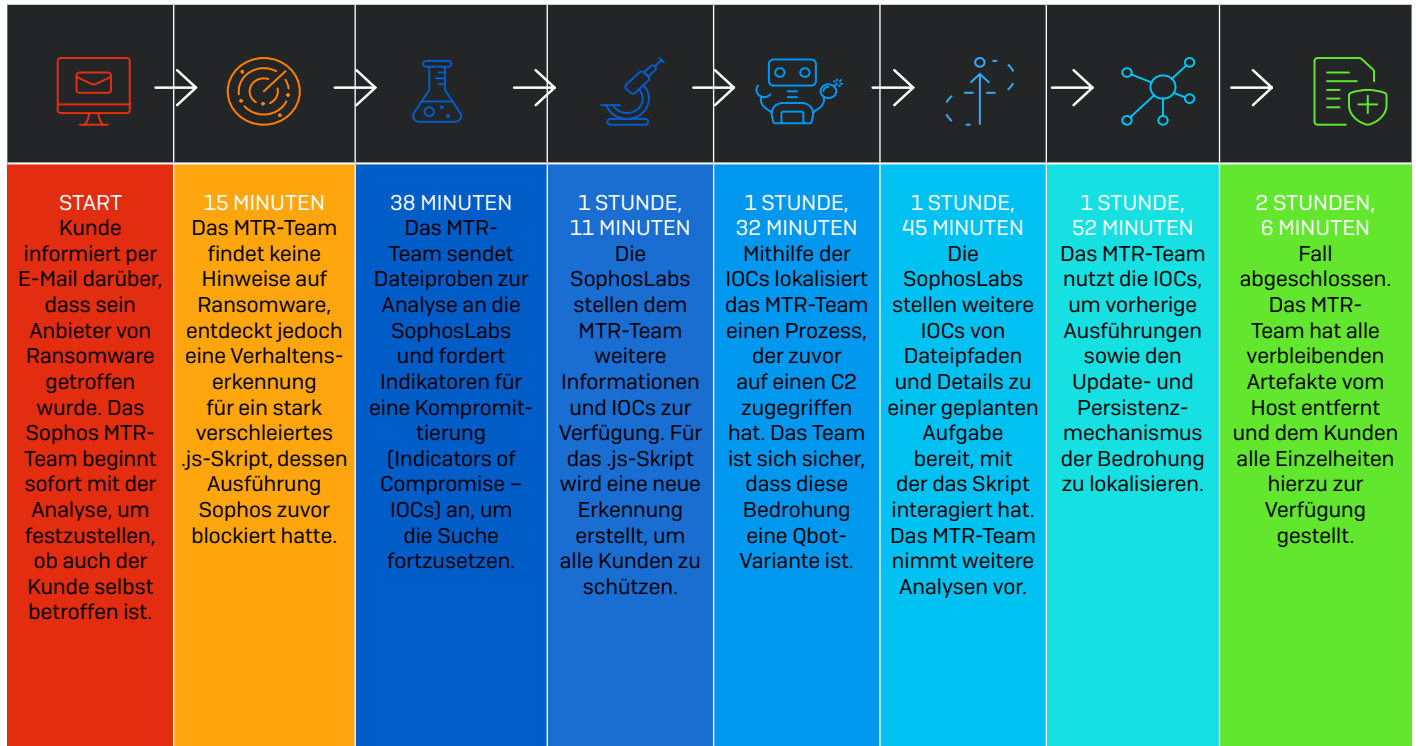 START
Kunde
informiert per
E-Mail darüber,
dass sein
Anbieter von
Ransomware
getroffen
wurde. Das
Sophos MTR-
Team beginnt
sofort mit der
Analyse, um
festzustellen,
ob auch der
Kunde selbst
betroffen ist.
15 MINUTEN
Das MTR-Team
findet keine
Hinweise auf
Ransomware,
entdeckt jedoch
eine Verhaltens-
erkennung
für ein stark
verschleiertes
.js-Skript, dessen
Ausführung
Sophos zuvor
blockiert hatte.
38 MINUTEN
Das MTR-
Team sendet
Dateiproben zur
Analyse an die
SophosLabs
und fordert
Indikatoren für
eine Kompromit-
tierung
(Indicators of
Compromise –
IOCs) an, um
die Suche
fortzusetzen.
1 STUNDE,
11 MINUTEN
Die
SophosLabs
stellen dem
MTR-Team
weitere
Informationen
und IOCs zur
Verfügung. Für
das .js-Skript
wird eine neue
Erkennung
erstellt, um
alle Kunden zu
schützen.
1 STUNDE,
32 MINUTEN
Mithilfe der
IOCs lokalisiert
das MTR-Team
einen Prozess,
der zuvor
auf einen C2
zugegriffen
hat. Das Team
ist sich sicher,
dass diese
Bedrohung
eine Qbot-
Variante ist.
1 STUNDE,
45 MINUTEN
Die
SophosLabs
stellen weitere
IOCs von
Dateipfaden
und Details zu
einer geplanten
Aufgabe
bereit, mit
der das Skript
interagiert hat.
Das MTR-Team
nimmt weitere
Analysen vor.
1 STUNDE,
52 MINUTEN
Das MTR-Team
nutzt die IOCs,
um vorherige
Ausführungen
sowie den
Update- und
Persistenz-
mechanismus
der Bedrohung
zu lokalisieren.
2 STUNDEN,
6 MINUTEN
Fall
abgeschlossen.
Das MTR-
Team hat alle
verbleibenden
Artefakte vom
Host entfernt
und dem Kunden
alle Einzelheiten
hierzu zur
Verfügung
gestellt.